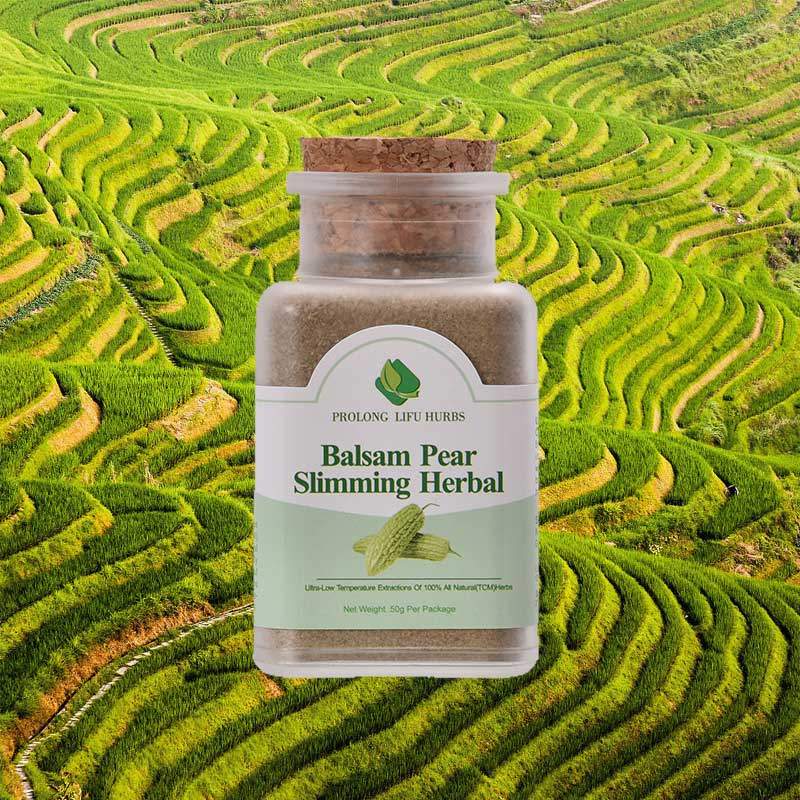 PROLONG LIFU HURBS
Balsam Pear
Slimming Herbal
Ultra-Low Temperature Extractions Of 100% All Natural(TCM)Herbs
Net Weight. 50g Per Package